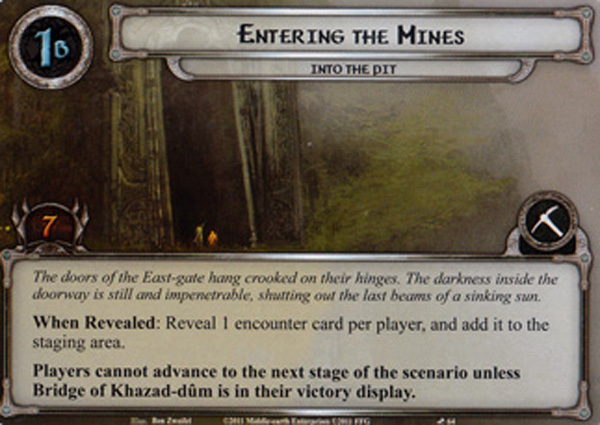 1B
ENTERING THE MINES
INTO THE PIT
7
The doors of the East-gate hang crooked on their hinges. The darkness inside the
doorway is still and impenetrable, shutting out the last beams of a sinking sun.
When Revealed: Reveal 1 encounter card per player, and add it to the
staging area.
Players cannot advance to the next stage of the scenario unless
Bridge of Khazad-dûm is in their victory display.
Illus. Ben Zweifel ©2011 Middle-earth Enterprises ©2011 FFG 64